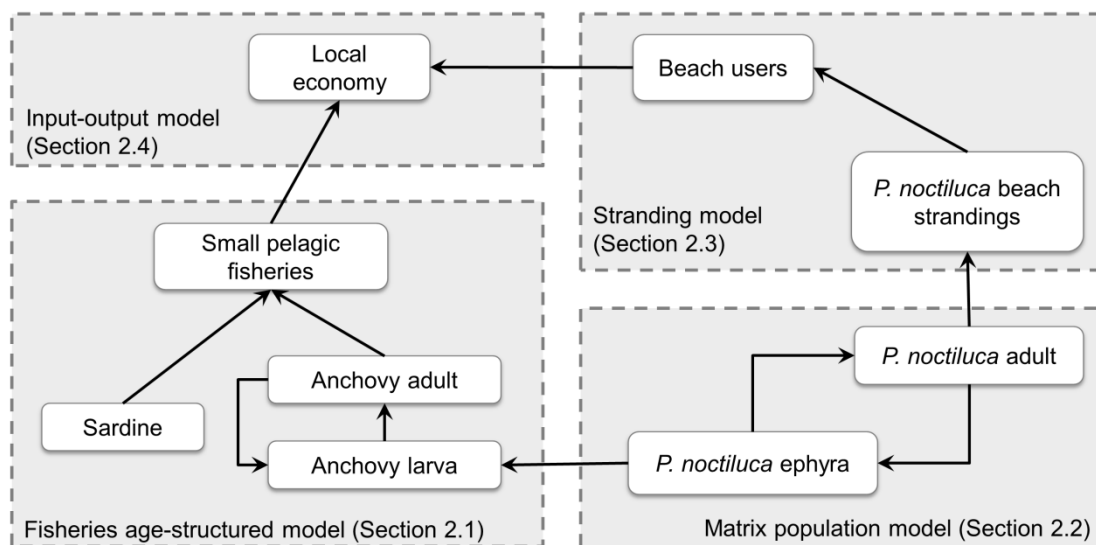 Local
economy
Input-output model
(Section 2.4)
Beach users
P. noctiluca beach
strandings
Stranding model
(Section 2.3)
Small pelagic
fisheries
Anchovy adult
Sardine
Anchovy larva
Fisheries age-structured model (Section 2.1)
P. noctiluca adult
P. noctiluca ephyra
Matrix population model (Section 2.2)